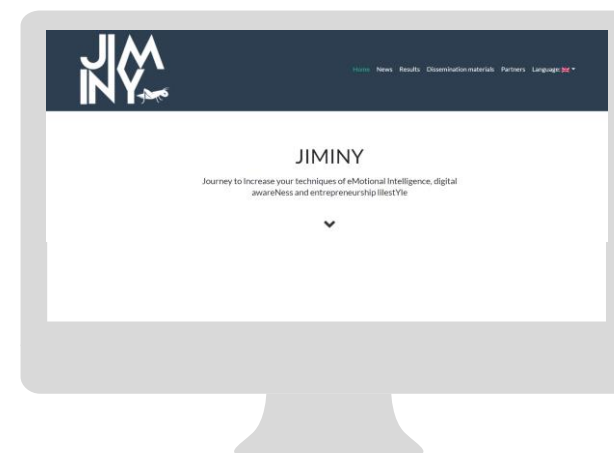 JIM
INY
Home News Results Dissemination materials Partners Language:
JIMINY
Journey to Increase your techniques of eMotional Intelligence, digital
awareNess and entrepreneurship lilestYle